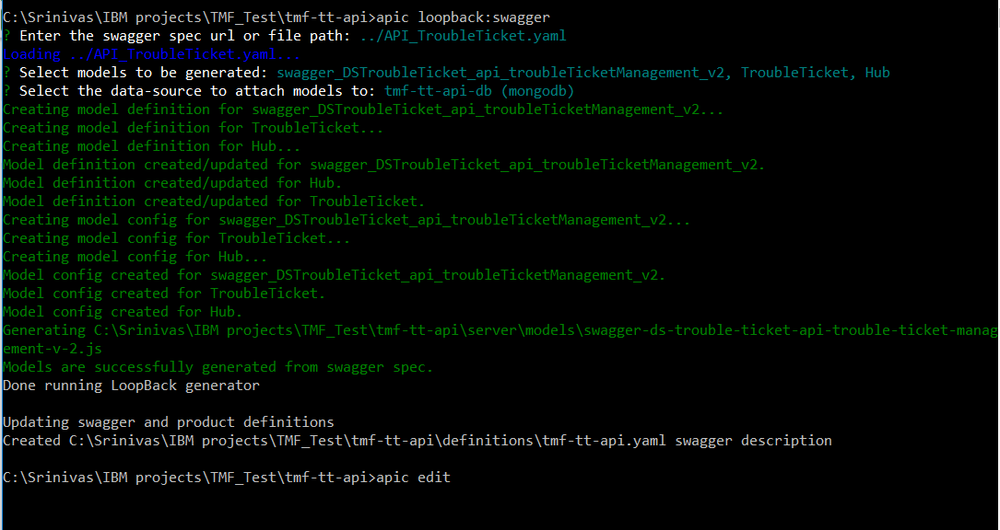 C:\Srinivas\IBM projects\TMF_Test\tmf-tt-api>apic loopback:swagger
? Enter the swagger spec url or file path: ../API_TroubleTicket.yaml
Loading ../API_TroubleTicket.yaml...
? Select models to be generated: swagger_DSTroubleTicket_api_troubleTicketManagement_v2, TroubleTicket, Hub
? Select the data-source to attach models to: tmf-tt-api-db (mongodb)
Creating model definition for swagger_DSTroubleTicket_api_troubleTicketManagement_v2...
Creating model definition for TroubleTicket...
Creating model definition for Hub...
Model definition created/updated for swagger_DSTroubleTicket_api_troubleTicketManagement_v2.
Model definition created/updated for Hub.
Model definition created/updated for TroubleTicket.
Creating model config for swagger_DSTroubleTicket_api_troubleTicketManagement_v2...
Creating model config for TroubleTicket...
Creating model config for Hub...
Model config created for swagger_DSTroubleTicket_api_troubleTicketManagement_v2.
Model config created for TroubleTicket.
Model config created for Hub.
Generating C:\Srinivas\IBM projects\TMF_Test\tmf-tt-api\server\models\swagger-ds-trouble-ticket-api-trouble-ticket-manag
ement-v-2.js
Models are successfully generated from swagger spec.
Done running LoopBack generator
Updating swagger and product definitions
Created C:\Srinivas\IBM projects\TMF_Test\tmf-tt-api\definitions\tmf-tt-api.yaml swagger description
C:\Srinivas\IBM projects\TMF_Test\tmf-tt-api>apic edit